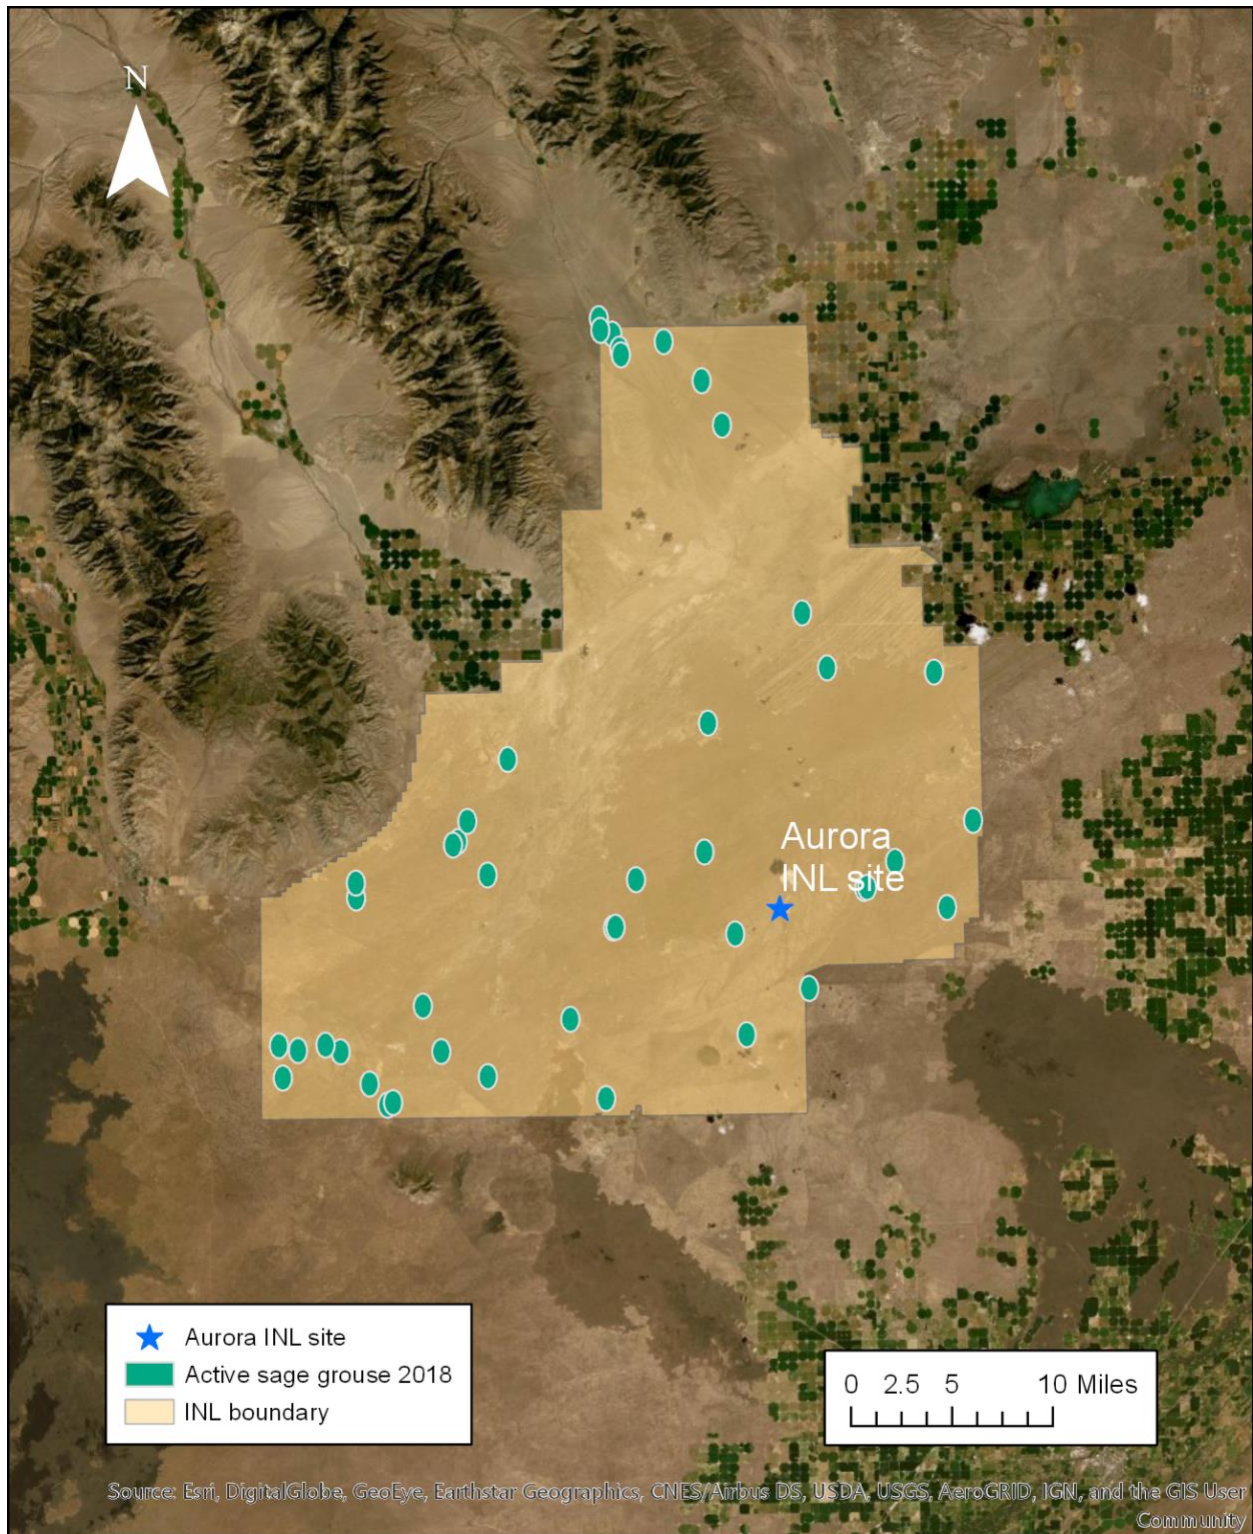 N
Aurora
INL site
Aurora INL site
Active sage grouse 2018
INL boundary
0 2.5 5 10 Miles
Source: Esri, DigitalGlobe, GeoEye, Earthstar Geographics, CNES/Airbus DS, USDA, USGS, AeroGRID, IGN, and the GIS User
Community